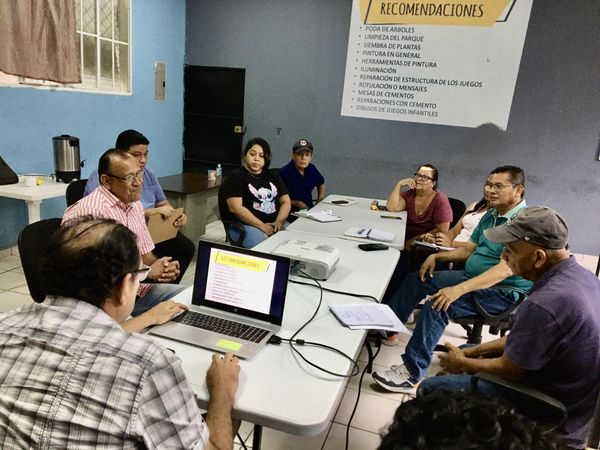 RECOMENDACIONES
• PODA DE ARBOLES
• LIMPIEZA DEL PARQUE
• SIEMBRA DE PLANTAS
• PINTURA EN GENERAL
• HERRAMIENTAS DE PINTURA
• ILUMINACIÓN
• REPARACIÓN DE ESTRUCTURA DE LOS JUEGOS
• ROTULACIÓN O MENSAJES
• MESAS DE CEMENTOS
• REPARACIONES CON CEMENTO
• DIBUJOS DE JUEGOS INFANTILES
RECOMENDACIONES